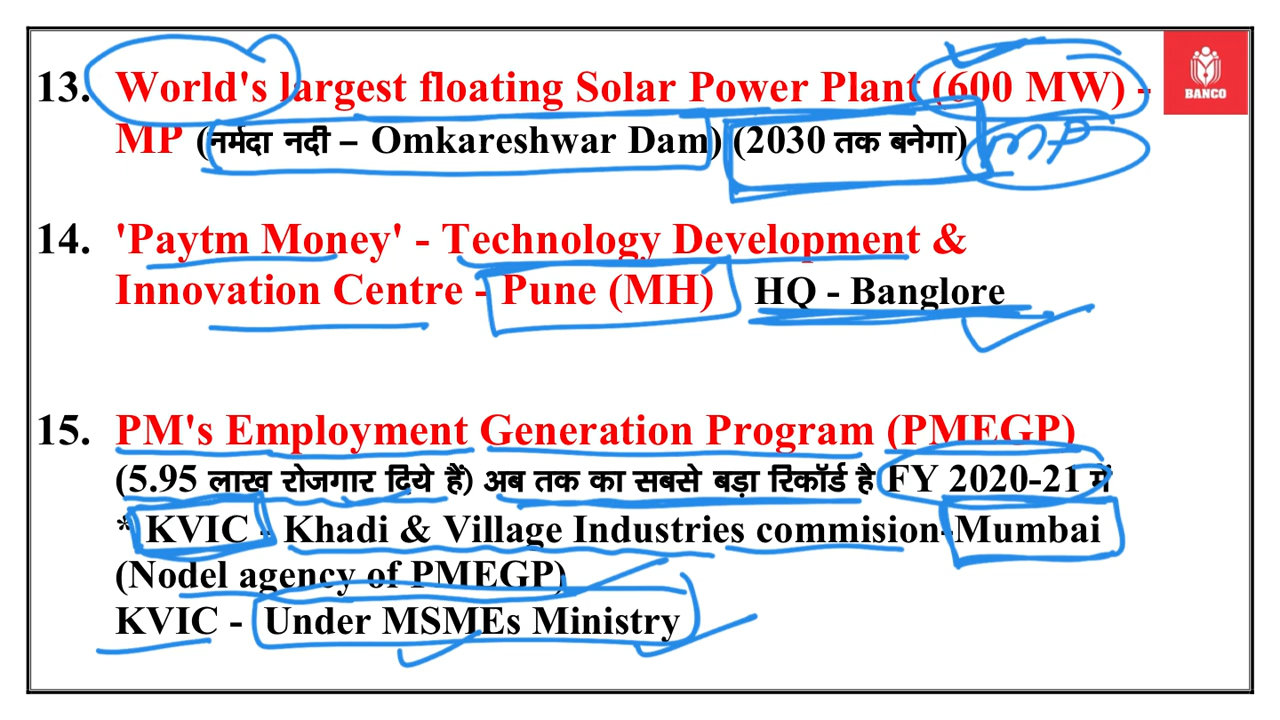 13. World's largest floating Solar Power Plant (600 MW) -
MP (नर्मदा नदी – Omkareshwar Dam) (2030 तक बनेगा) MP
BANCO
14. 'Paytm Money' - Technology Development &
Innovation Centre - Pune (MH) HQ - Banglore
15. PM's Employment Generation Program (PMEGP)
(5.95 लाख रोजगार दिये हैं) अब तक का सबसे बड़ा रिकॉर्ड है FY 2020-21 में
* KVIC - Khadi & Village Industries commision-Mumbai
(Nodel agency of PMEGP)
KVIC - Under MSMEs Ministry